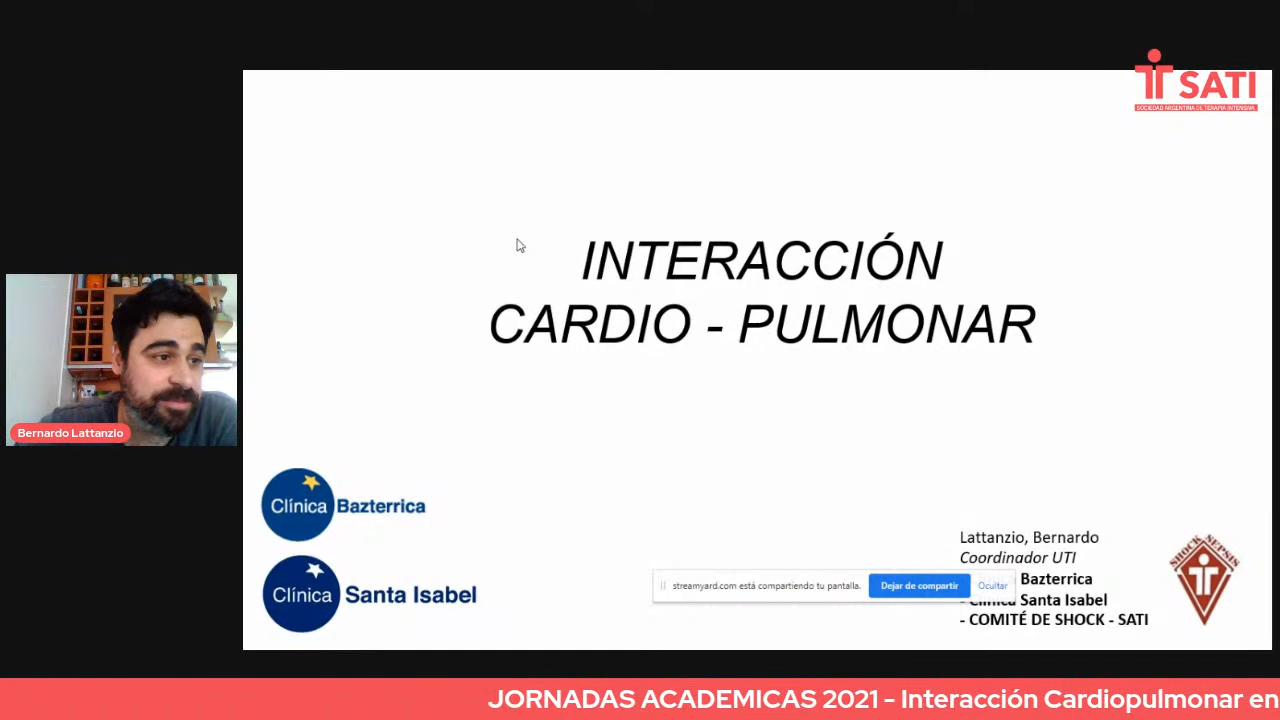 SATI
SOCIEDAD ARGENTINA DE TERAPIA INTENSIVA
INTERACCIÓN
CARDIO - PULMONAR
Bernardo Lattanzio
Clínica Bazterrica
Clínica Santa Isabel
Lattanzio, Bernardo
Coordinador UTI
Bazterrica
- Clínica Santa Isabel
- COMITÉ DE SHOCK - SATI
SHOCK SEPSIS
streamyard.com está compartiendo tu pantalla.
Dejar de compartir
Ocultar
JORNADAS ACADEMICAS 2021 - Interacción Cardiopulmonar en